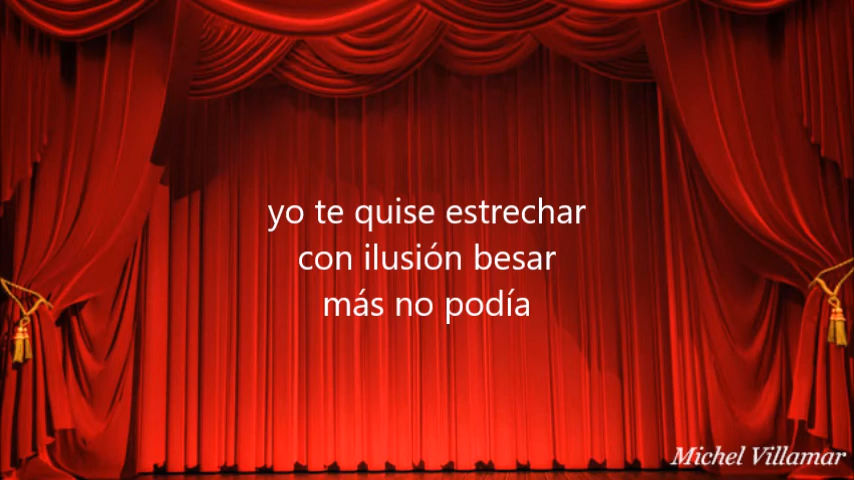 yo te quise estrechar
con ilusión besar
más no podía
Michel Villamar